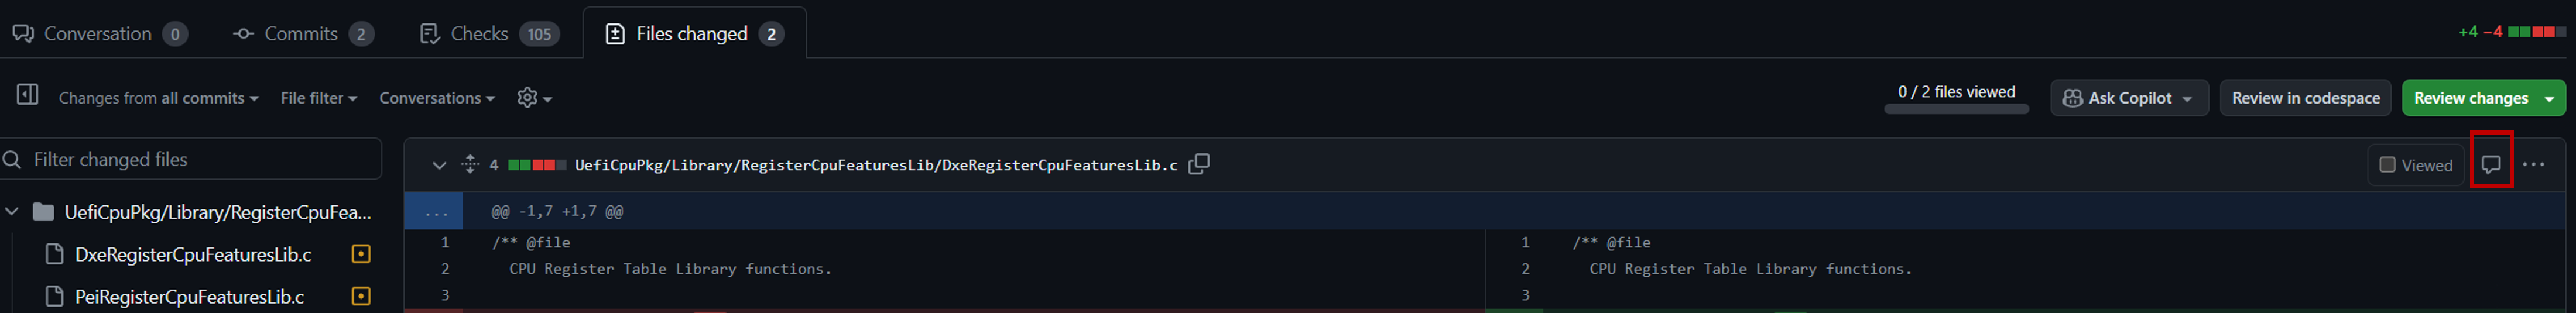 Conversation 0 Commits 2 Checks 105 Files changed 2
+4 −4
Changes from all commits File filter Conversations
0 / 2 files viewed
Ask Copilot Review in codespace Review changes
Filter changed files
4 UefiCpuPkg/Library/RegisterCpuFeaturesLib/DxeRegisterCpuFeaturesLib.c Viewed ...
UefiCpuPkg/Library/RegisterCpuFea...
DxeRegisterCpuFeaturesLib.c
PeiRegisterCpuFeaturesLib.c
... @@ -1,7 +1,7 @@
1 /** @file 1 /** @file
2 CPU Register Table Library functions. 2 CPU Register Table Library functions.
3 3